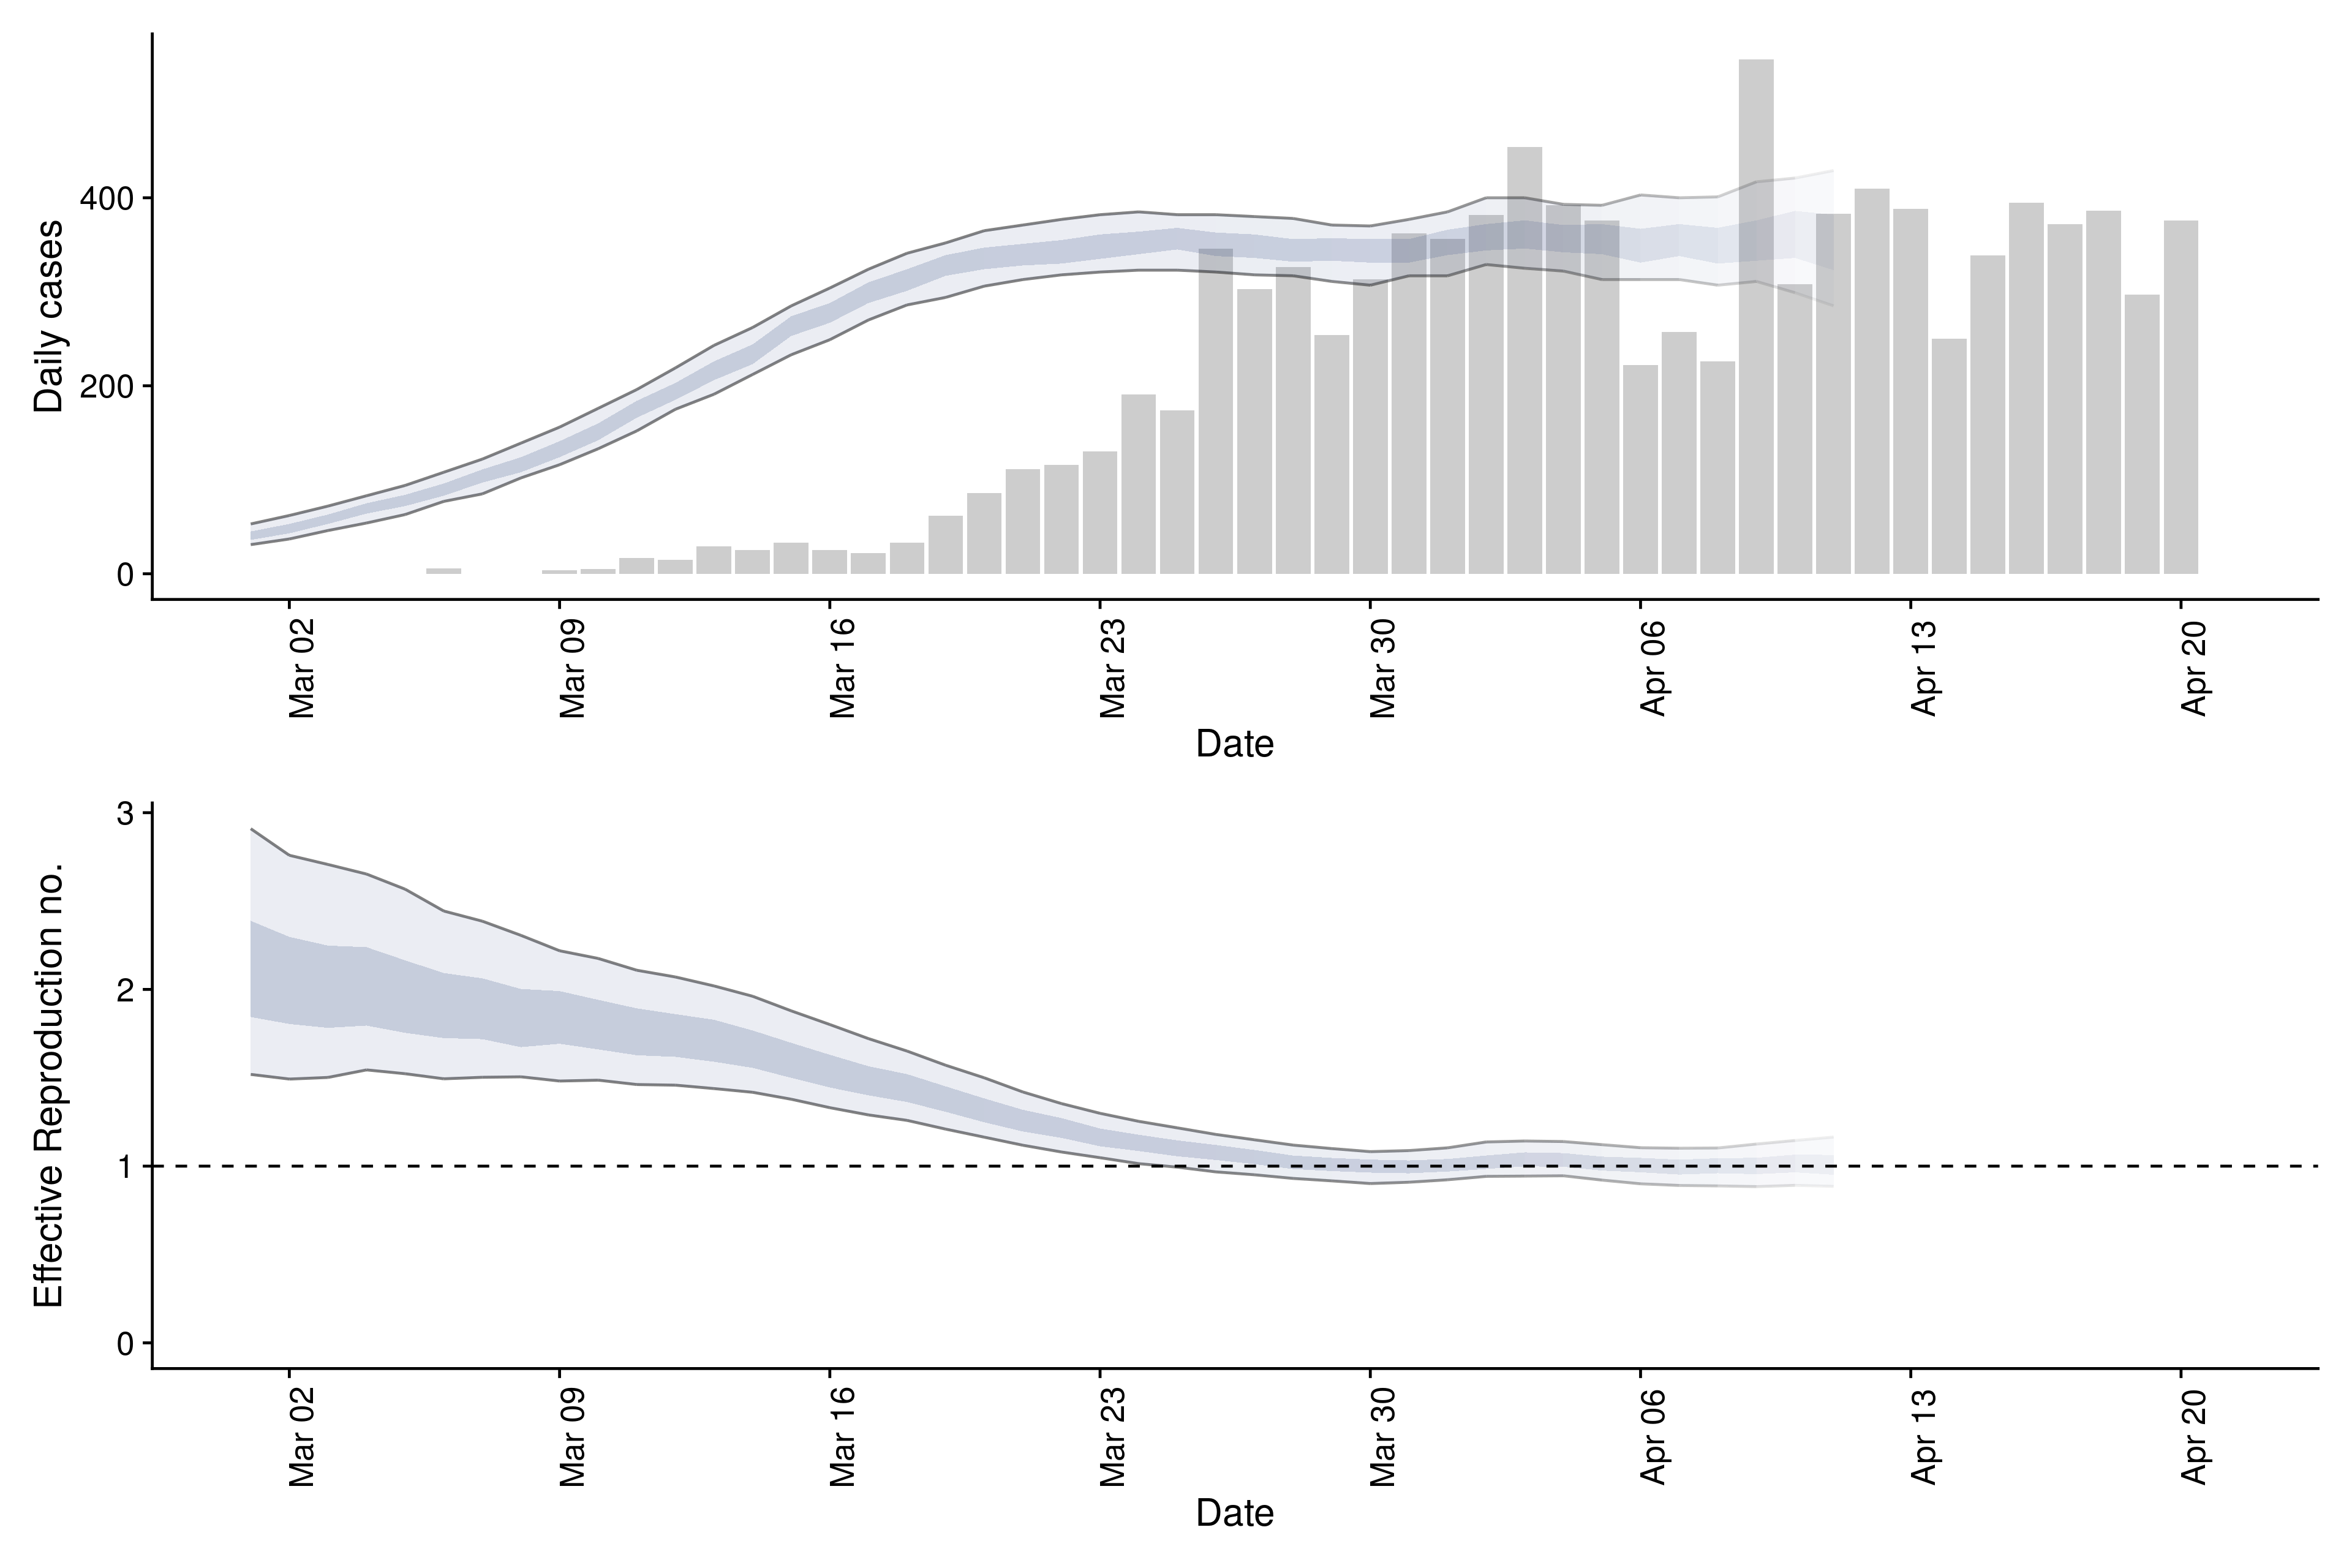 Daily cases
400
200
0
Mar 02
Mar 09
Mar 16
Mar 23
Mar 30
Apr 06
Apr 13
Apr 20
Date
Effective Reproduction no.
3
2
1
0
Mar 02
Mar 09
Mar 16
Mar 23
Mar 30
Apr 06
Apr 13
Apr 20
Date